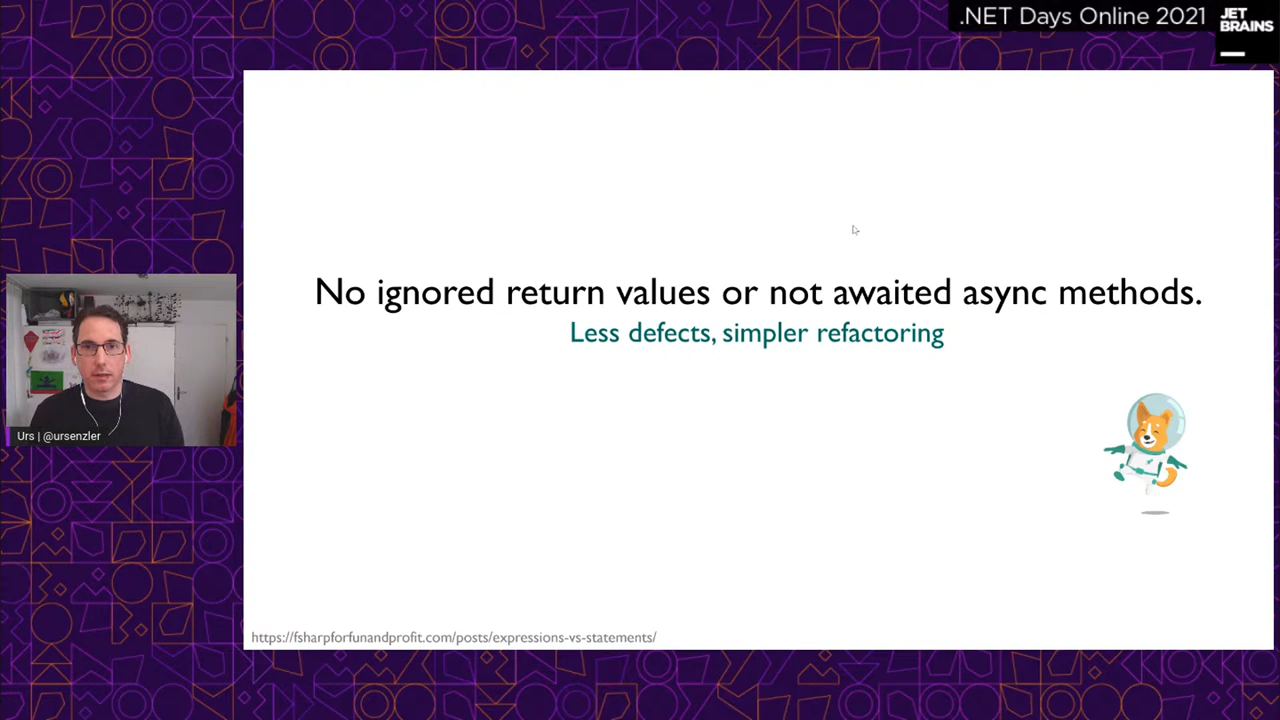 .NET Days Online 2021
JET
BRAINS
No ignored return values or not awaited async methods.
Less defects, simpler refactoring
Urs | @ursenzler
https://fsharpforfunandprofit.com/posts/expressions-vs-statements/